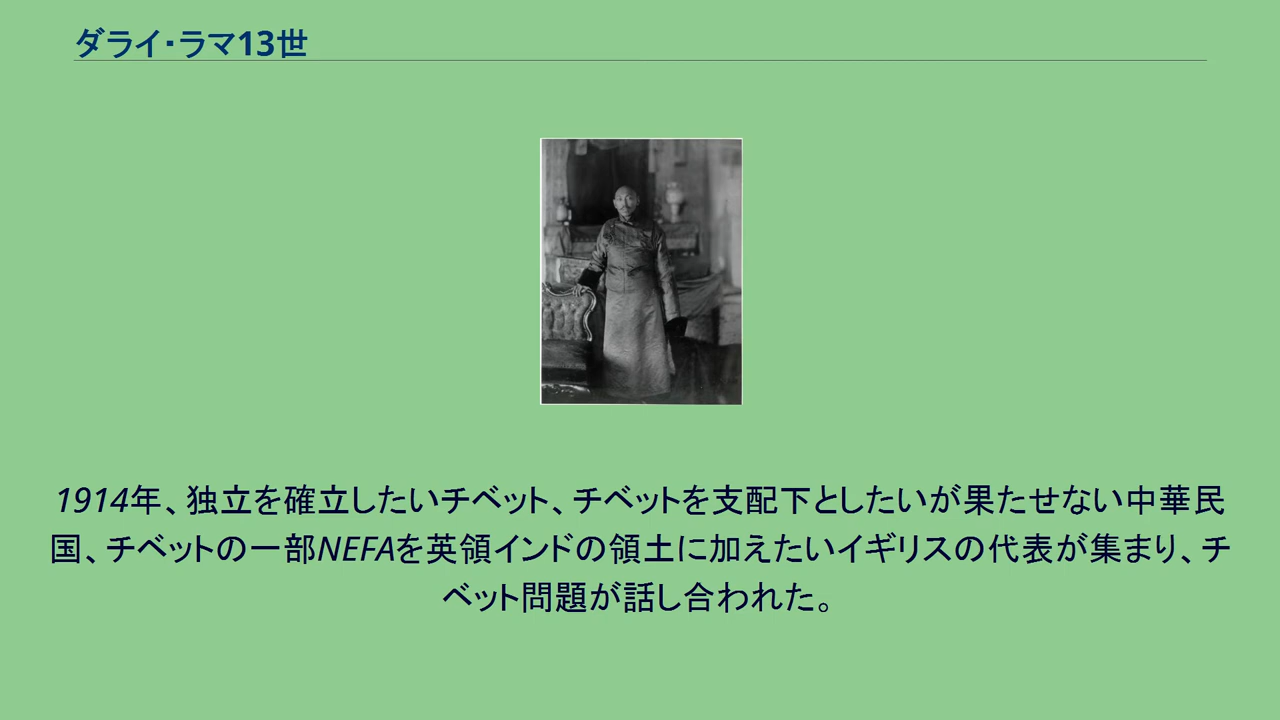 ダライ・ラマ13世
1914年、独立を確立したいチベット、チベットを支配下としたいが果たせない中華民
国、チベットの一部NEFAを英領インドの領土に加えたいイギリスの代表が集まり、チ
ベット問題が話し合われた。